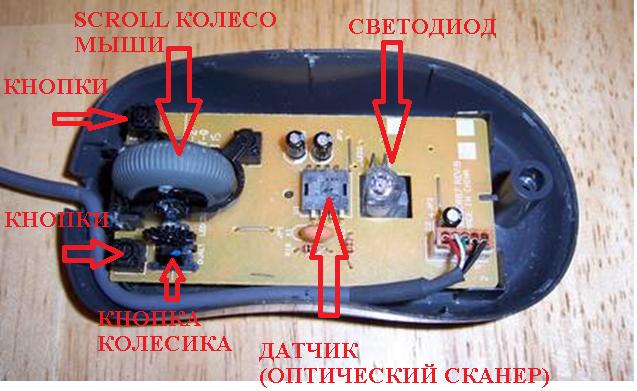 SCROLL КОЛЕСО
МЫШИ
СВЕТОДИОД
КНОПКИ
КНОПКИ
КНОПКА
КОЛЕСИКА
ДАТЧИК
(ОПТИЧЕСКИЙ СКАНЕР)